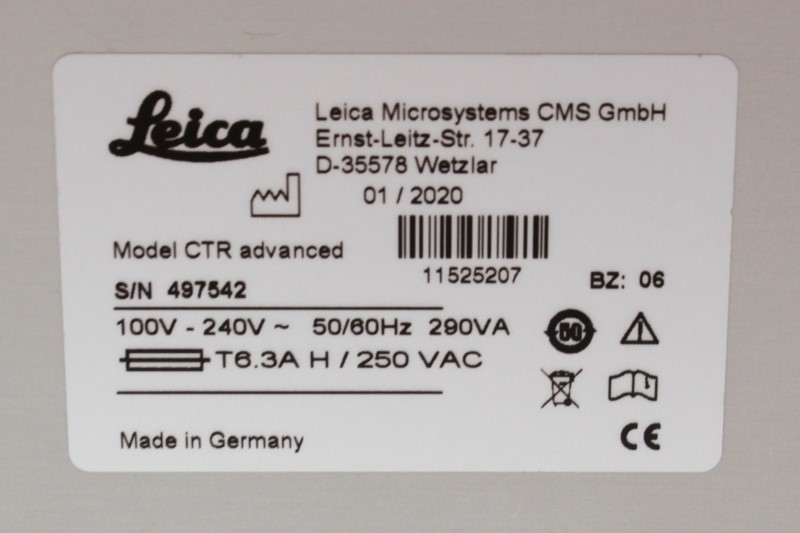 Leica
Leica Microsystems CMS GmbH
Ernst-Leitz-Str. 17-37
D-35578 Wetzlar
01 / 2020
Model CTR advanced
11525207
BZ: 06
S/N 497542
100V - 240V ~ 50/60Hz 290VA
50
T6.3A H / 250 VAC
Made in Germany
CE